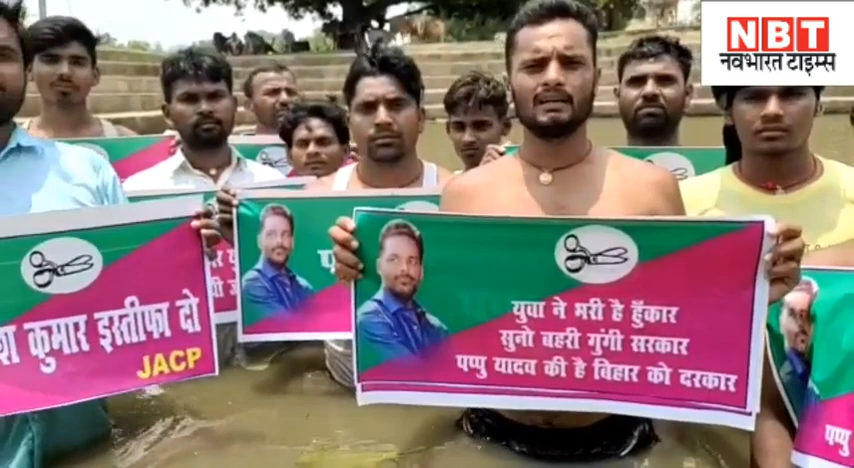 NBT
नवभारत टाइम्स
कुमार इस्तीफा दो
JACP
युवा ने भरी है हुँकार
सुनो बहरी गुंगी सरकार
पप्पू यादव की है बिहार को दरकार
पप्पू